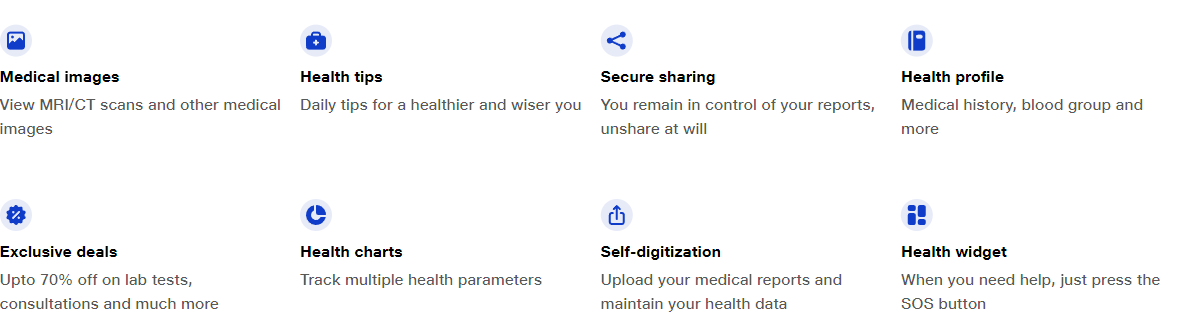 Medical images
View MRI/CT scans and other medical
images
Health tips
Daily tips for a healthier and wiser you
Secure sharing
You remain in control of your reports,
unshare at will
Health profile
Medical history, blood group and
more
Exclusive deals
Upto 70% off on lab tests,
consultations and much more
Health charts
Track multiple health parameters
Self-digitization
Upload your medical reports and
maintain your health data
Health widget
When you need help, just press the
SOS button